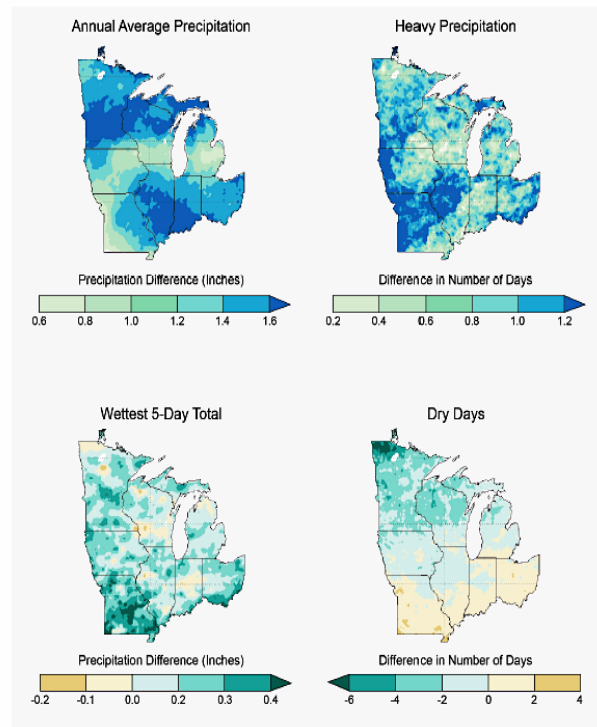 Annual Average Precipitation
Heavy Precipitation
Precipitation Difference (Inches)
0.6 0.8 1.0 1.2 1.4 1.6
Difference in Number of Days
0.2 0.4 0.6 0.8 1.0 1.2
Wettest 5-Day Total
Dry Days
Precipitation Difference (Inches)
-0.2 -0.1 0.0 0.2 0.3 0.4
Difference in Number of Days
-6 -4 -2 0 2 4